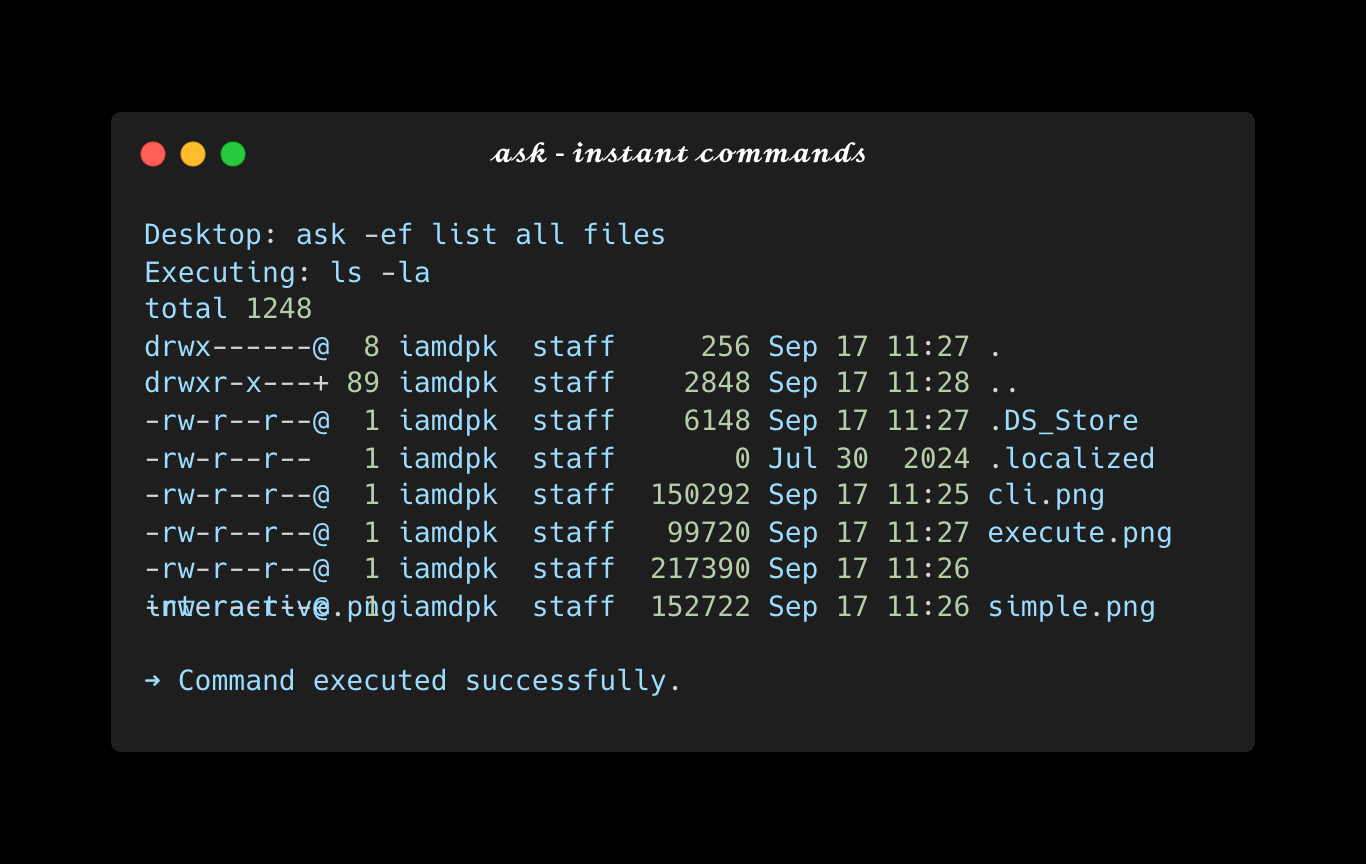 ask - instant commands
Desktop: ask -ef list all files
Executing: ls -la
total 1248
drwx------@  8 iamdpk  staff     256 Sep 17 11:27 .
drwxr-x---+ 89 iamdpk  staff    2848 Sep 17 11:28 ..
-rw-r--r--@  1 iamdpk  staff    6148 Sep 17 11:27 .DS_Store
-rw-r--r--   1 iamdpk  staff       0 Jul 30  2024 .localized
-rw-r--r--@  1 iamdpk  staff  150292 Sep 17 11:25 cli.png
-rw-r--r--@  1 iamdpk  staff   99720 Sep 17 11:27 execute.png
-rw-r--r--@  1 iamdpk  staff  217390 Sep 17 11:26
interactive.png
-rw-r--r--@  1 iamdpk  staff  152722 Sep 17 11:26 simple.png
➜ Command executed successfully.